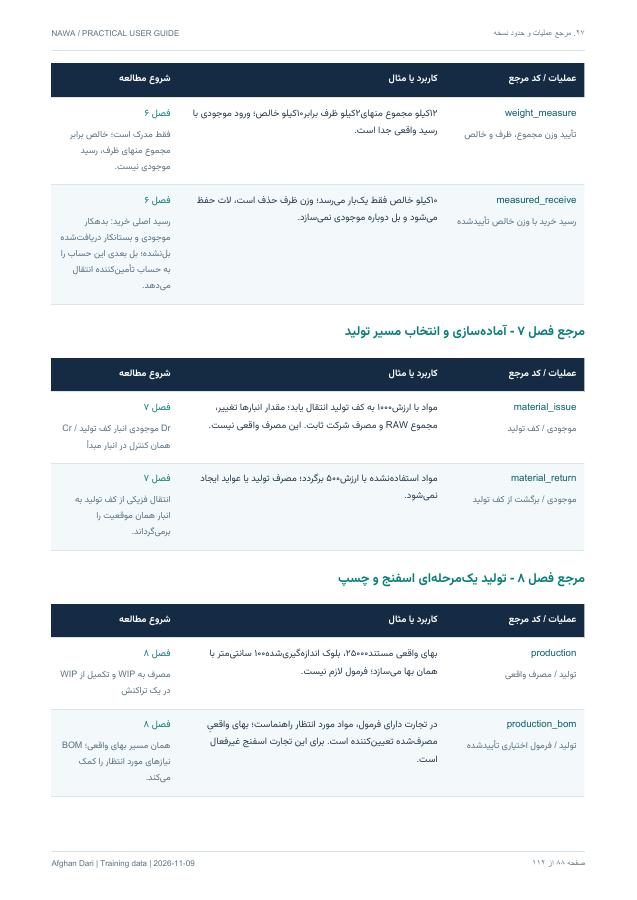 ۲۷. مرجع عملیات و حدود نسخه
NAWA / PRACTICAL USER GUIDE
عملیات / کد مرجع
کاربرد یا مثال
شروع مطالعه
weight_measure
تأیید وزن مجموع، ظرف و خالص
۱۲کیلو مجموع منهای۲کیلو ظرف برابر۱۰کیلو خالص؛ ورود موجودی با
رسید واقعی جدا است.
فصل ۶
فقط مدرک است؛ خالص برابر
مجموع منهای ظرف، رسید
موجودی نیست.
measured_receive
رسید خرید با وزن خالص تأییدشده
۱۰کیلو خالص فقط یک‌بار می‌رسد؛ وزن ظرف حذف است، لات حفظ
می‌شود و بل دوباره موجودی نمی‌سازد.
فصل ۶
رسید اصلی خرید: بدهکار
موجودی و بستانکار دریافت‌شده
بل‌نشده؛ بل بعدی این حساب را
به حساب تأمین‌کننده انتقال
می‌دهد.
مرجع فصل ۷ - آماده‌سازی و انتخاب مسیر تولید
عملیات / کد مرجع
کاربرد یا مثال
شروع مطالعه
material_issue
موجودی / کف تولید
مواد با ارزش۱۰۰۰ به کف تولید انتقال یابد؛ مقدار انبارها تغییر،
مجموع RAW و مصرف شرکت ثابت. این مصرف واقعی نیست.
فصل ۷
Dr موجودی انبار کف تولید / Cr
همان کنترل در انبار مبدأ
material_return
موجودی / برگشت از کف تولید
مواد استفاده‌نشده با ارزش۵۰۰ برگردد؛ مصرف تولید یا عواید ایجاد
نمی‌شود.
فصل ۷
انتقال فزیکی از کف تولید به
انبار همان موقعیت را
برمی‌گرداند.
مرجع فصل ۸ - تولید یک‌مرحله‌ای اسفنج و چسپ
عملیات / کد مرجع
کاربرد یا مثال
شروع مطالعه
production
تولید / مصرف واقعی
بهای واقعی مستند۲۵۰۰۰، بلوک اندازه‌گیری‌شده۱۰۰ سانتی‌متر با
همان بها می‌سازد؛ فرمول لازم نیست.
فصل ۸
مصرف به WIP و تکمیل از WIP
در یک تراکنش
production_bom
تولید / فرمول اختیاری تأییدشده
در تجارت دارای فرمول، مواد مورد انتظار راهنماست؛ بهای واقعیِ
مصرف‌شده تعیین‌کننده است. برای این تجارت اسفنج غیرفعال
است.
فصل ۸
همان مسیر بهای واقعی؛ BOM
نیازهای مورد انتظار را کمک
می‌کند.
صفحه ۸۸ از ۱۱۲
Afghan Dari | Training data | 2026-11-09